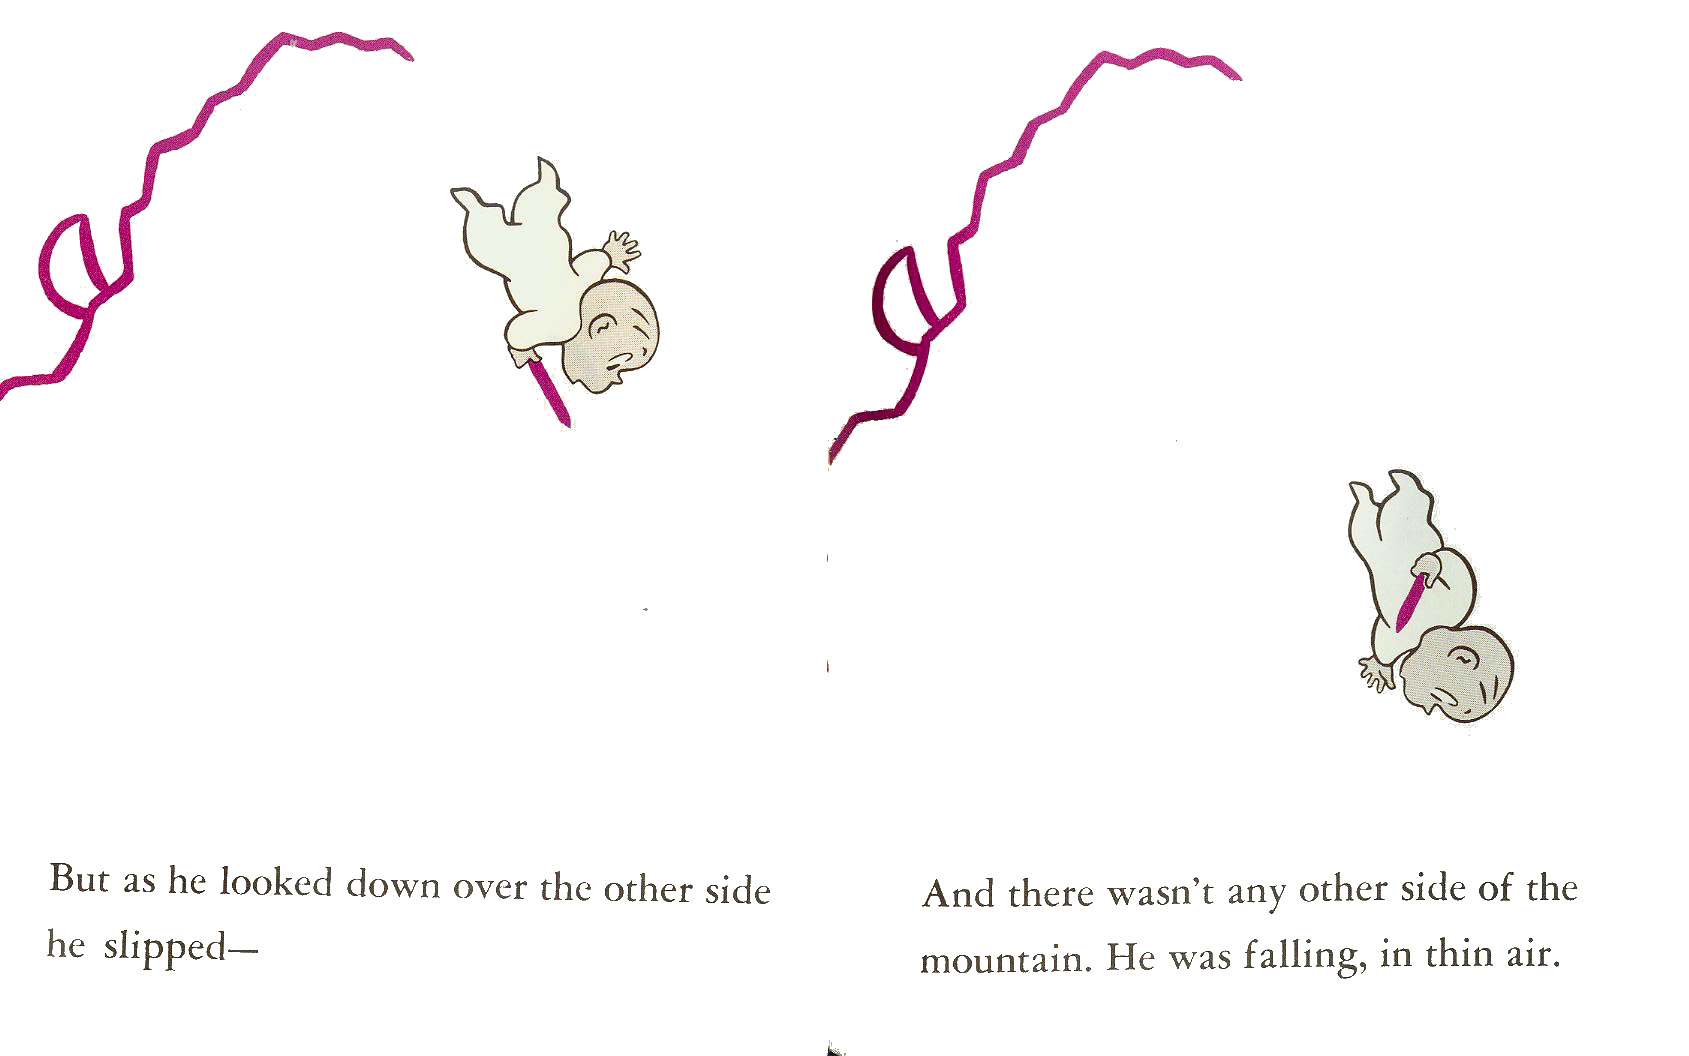 But as he looked down over the other side
he slipped—
And there wasn't any other side of the
mountain. He was falling, in thin air.